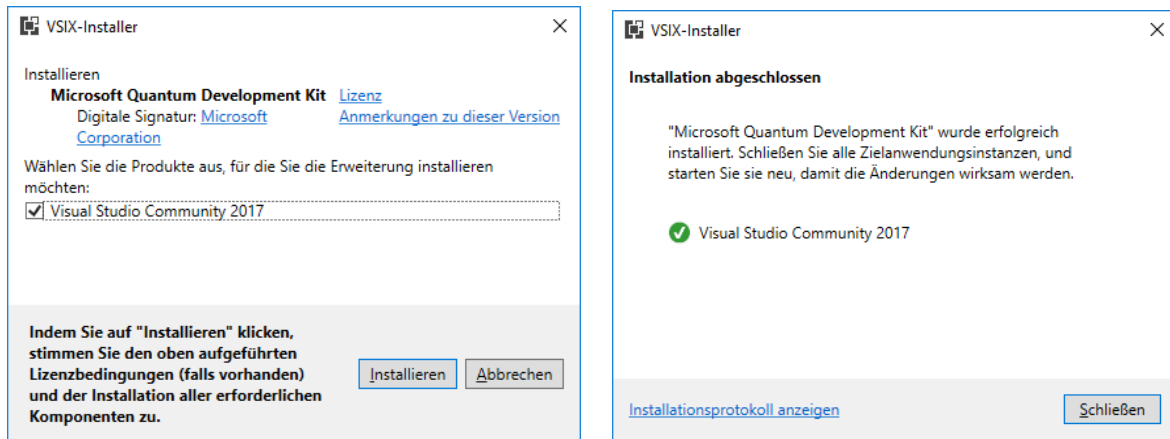 VSIX-Installer
Installieren
Microsoft Quantum Development Kit Lizenz
Digitale Signatur: Microsoft Anmerkungen zu dieser Version
Corporation
Wählen Sie die Produkte aus, für die Sie die Erweiterung installieren
möchten:
Visual Studio Community 2017
Indem Sie auf "Installieren" klicken,
stimmen Sie den oben aufgeführten
Lizenzbedingungen (falls vorhanden)
und der Installation aller erforderlichen
Komponenten zu.
Installieren Abbrechen
VSIX-Installer
Installation abgeschlossen
"Microsoft Quantum Development Kit" wurde erfolgreich
installiert. Schließen Sie alle Zielanwendungsinstanzen, und
starten Sie sie neu, damit die Änderungen wirksam werden.
Visual Studio Community 2017
Installationsprotokoll anzeigen Schließen